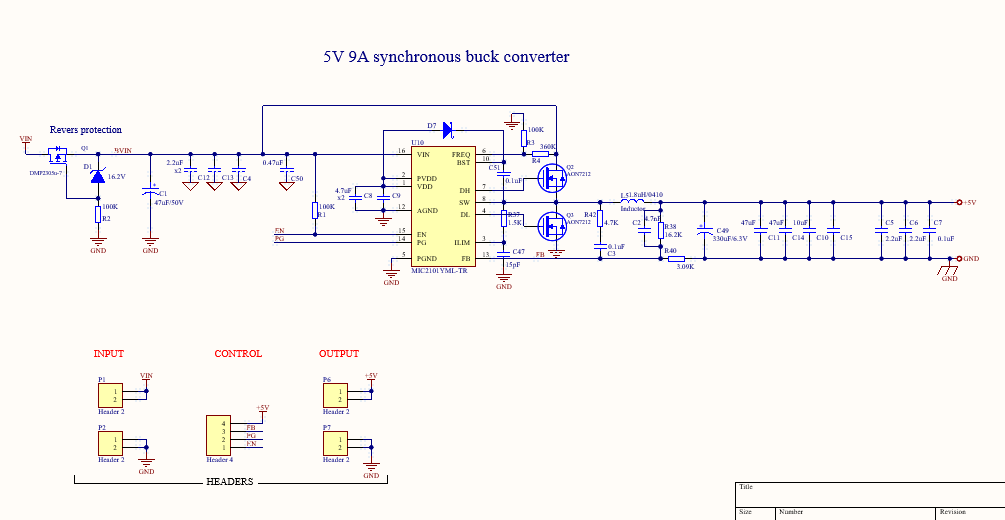 5V 9A synchronous buck converter
Revers protection
VIN
Q1
DMP2305u-7
3VIN
D1
16.2V
100K
R2
GND
C1
47uF/50V
GND
2.2uF
x2
C12
C13
C4
0.47uF
C50
100K
R1
EN
PG
D7
4.7uF
x2
C8
C9
U10
16
VIN
FREQ
6
BST
10
2
PVDD
1
VDD
DH
7
SW
8
12
AGND
DL
4
15
EN
14
PG
ILIM
3
5
PGND
FB
13
MIC2101YML-TR
GND
100K
R3
360K
R4
C51
0.1uF
Q2
AON7212
R37
1.5K
Q3
AON7212
C47
15pF
GND
FB
R42
4.7K
0.1uF
C3
L5
1.8uH/0410
Inductor
C2
4.7nF
R38
16.2K
R40
3.09K
C49
330uF/6.3V
47uF
C11
47uF
C14
10uF
C10
C15
C5
2.2uF
C6
2.2uF
C7
0.1uF
+5V
GND
GND
INPUT
CONTROL
OUTPUT
P1
VIN
1
2
Header 2
P2
1
2
Header 2
GND
+5V
4
3
2
1
FB
PG
EN
Header 4
P6
+5V
1
2
Header 2
P7
1
2
Header 2
GND
HEADERS
Title
Size
Number
Revision